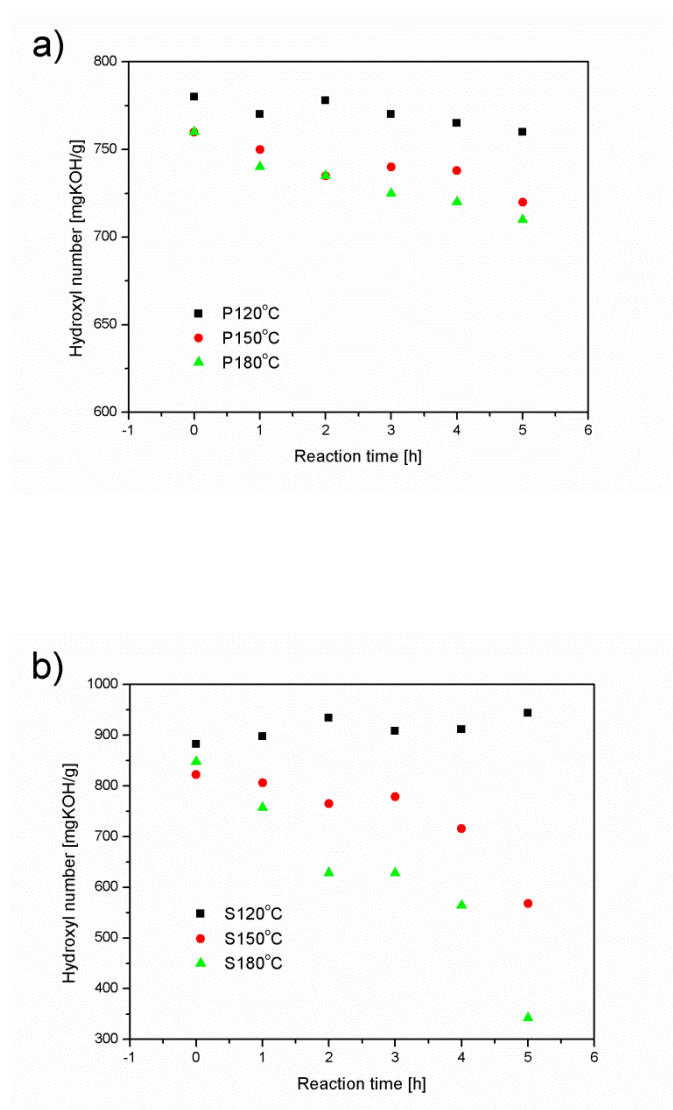 a)
800
750
700
650
600
Hydroxyl number [mgKOH/g]
P120°C
P150°C
P180°C
-1 0 1 2 3 4 5 6
Reaction time [h]
b)
1000
900
800
700
600
500
400
300
Hydroxyl number [mgKOH/g]
S120°C
S150°C
S180°C
-1 0 1 2 3 4 5 6
Reaction time [h]